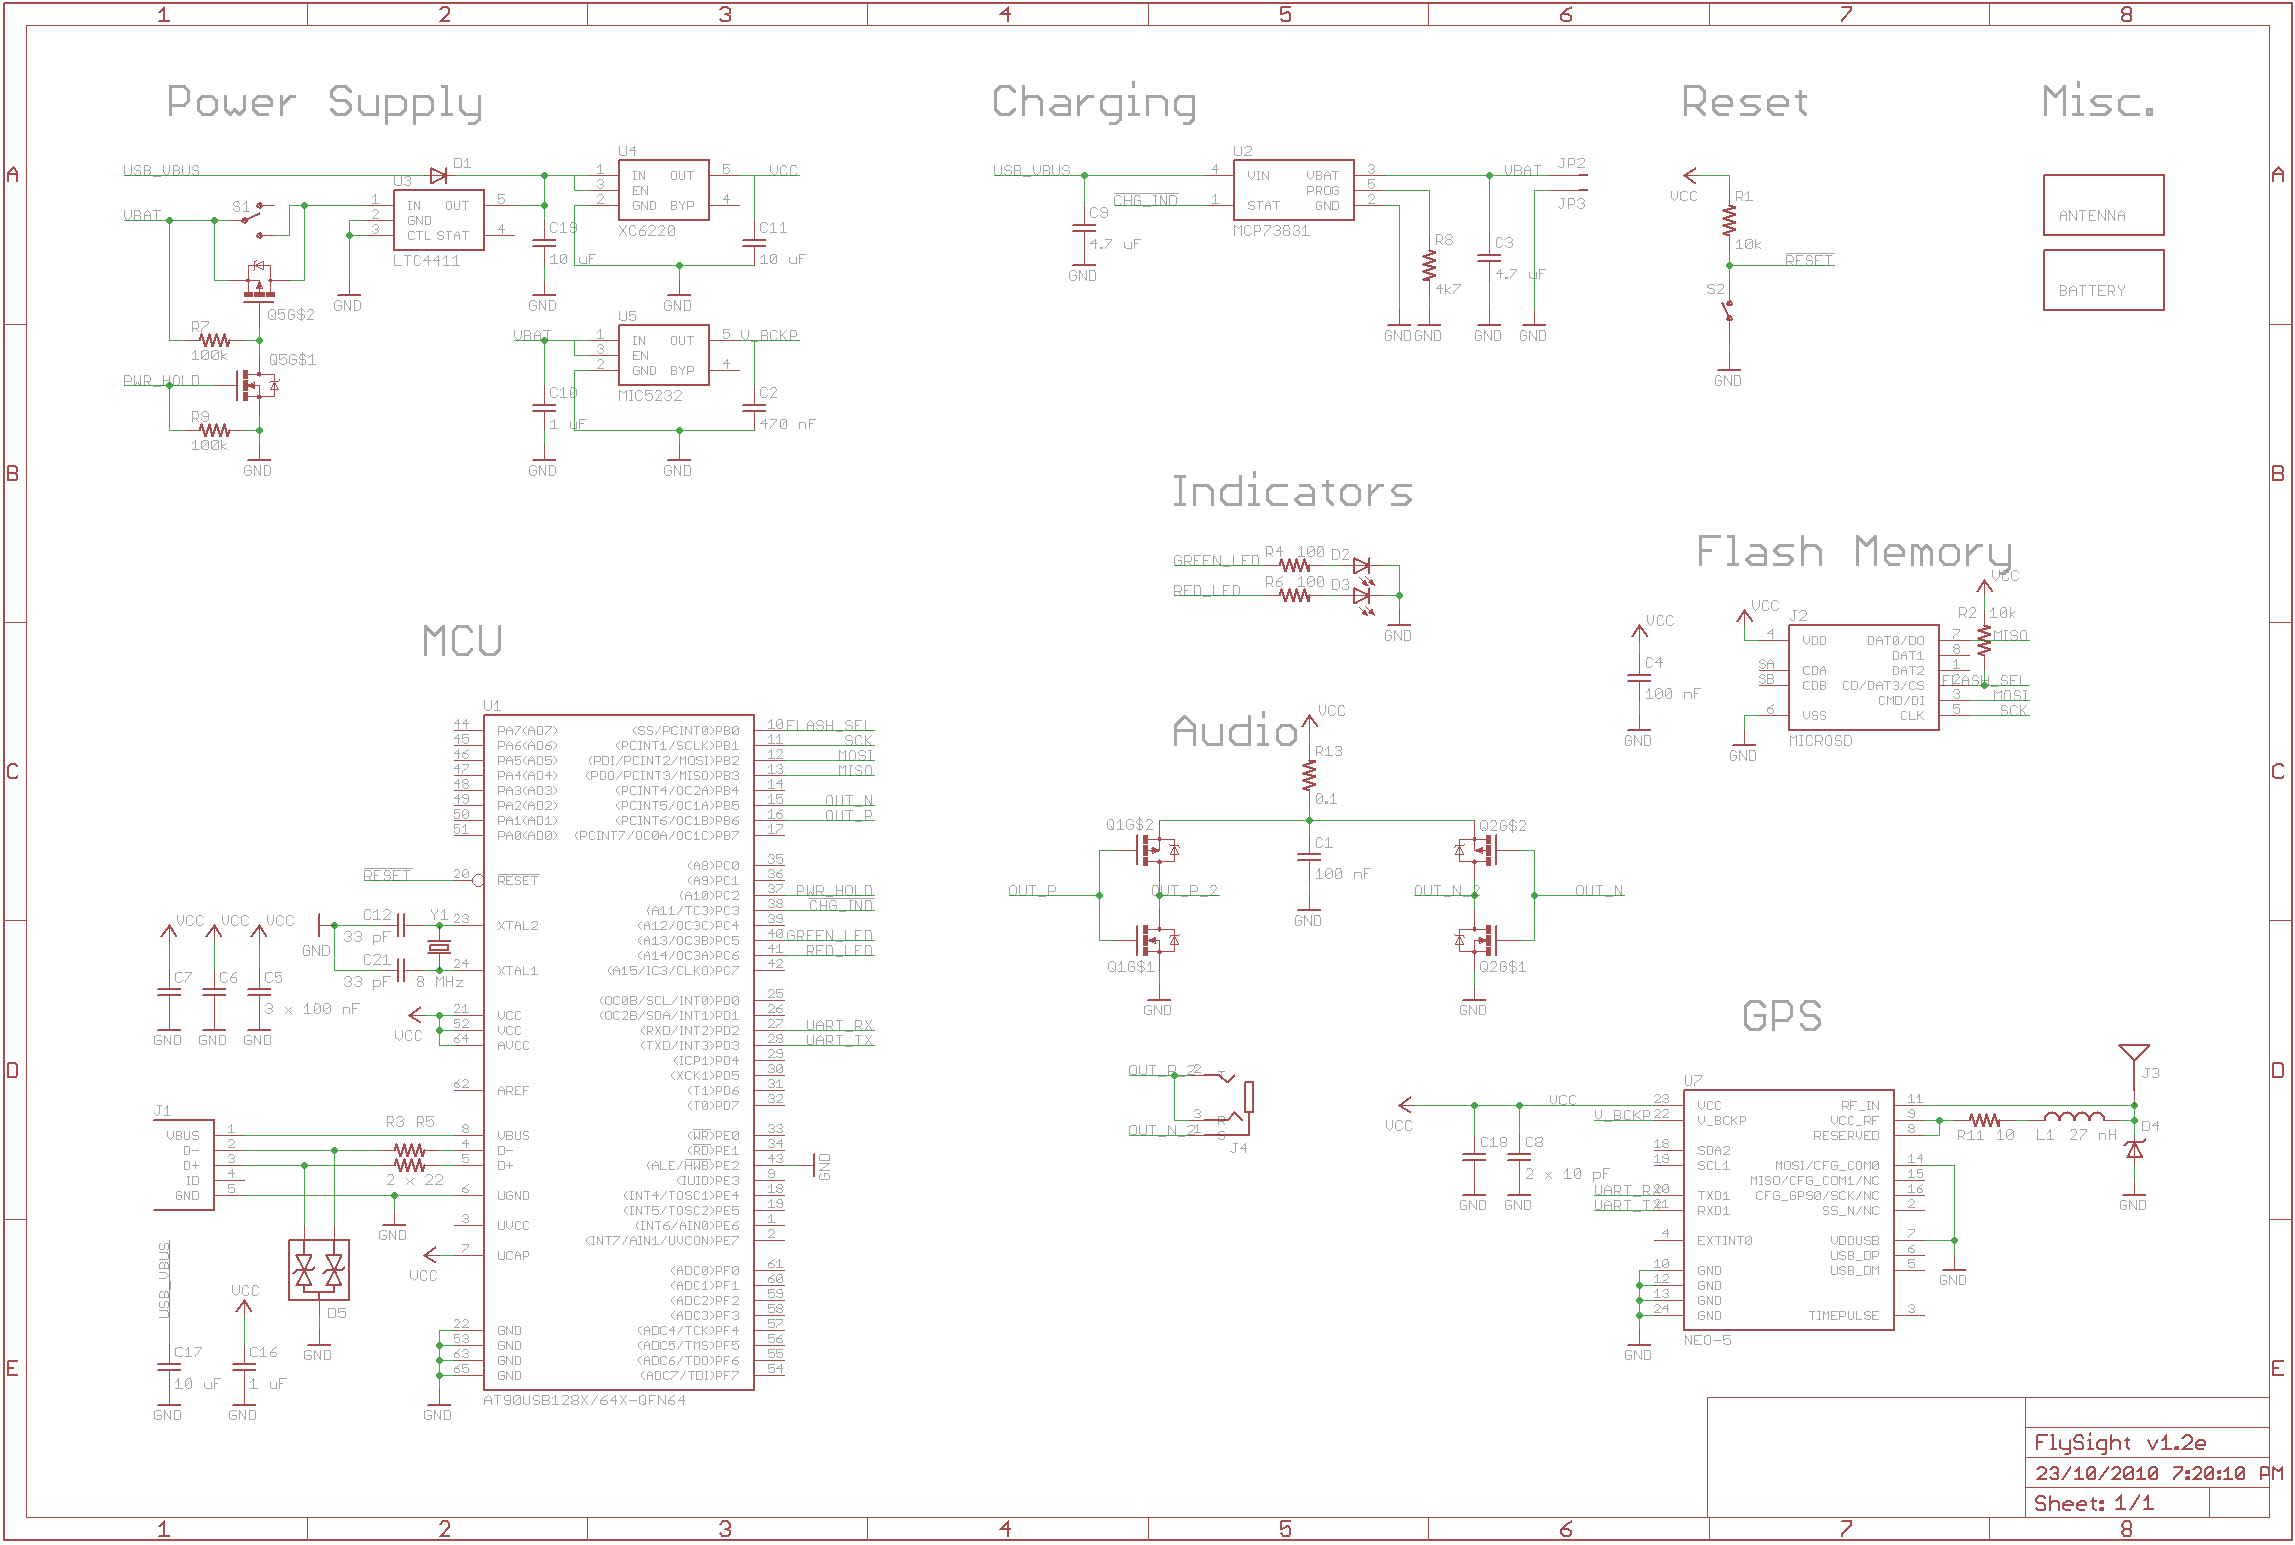 1 2 3 4 5 6 7 8
A A
B B
C C
D D
E E
Power Supply
USB_VBUS
D1
VBAT
S1
U3
1 IN OUT 5
2 GND
3 CTL STAT 4
LTC4411
Q5G$2
R7
100k
Q5G$1
PWR_HOLD
R9
100k
GND
GND
C19
10 uF
GND
U4
1 IN OUT 5 VCC
3 EN
2 GND BYP 4
XC6220
C11
10 uF
GND
VBAT
U5
1 IN OUT 5 V_BCKP
3 EN
2 GND BYP 4
MIC5232
C10
1 uF
C2
470 nF
GND
GND
Charging
USB_VBUS
CHG_IND
C9
4.7 uF
GND
U2
4 VIN VBAT 3
PROG 5
1 STAT GND 2
MCP73831
VBAT
JP2
JP3
R8
4k7
C3
4.7 uF
GND GND GND GND
Reset
VCC
R1
10k
RESET
S2
GND
Misc.
ANTENNA
BATTERY
Indicators
GREEN_LED R4 100 D2
RED_LED R6 100 D3
GND
Flash Memory
VCC
R2 10k
VCC
C4
100 nF
GND
VCC
J2
4 VDD DAT0/DO 7 MISO
DAT1 8
SA CDA DAT2 1
SB CDB CD/DAT3/CS 2 FLASH_SEL
CMD/DI 3 MOSI
6 VSS CLK 5 SCK
MICROSD
GND
MCU
U1
44 PA7(AD7) (SS/PCINT0)PB0 10 FLASH_SEL
45 PA6(AD6) (PCINT1/SCLK)PB1 11 SCK
46 PA5(AD5) (PDI/PCINT2/MOSI)PB2 12 MOSI
47 PA4(AD4) (PDO/PCINT3/MISO)PB3 13 MISO
48 PA3(AD3) (PCINT4/OC2A)PB4 14
49 PA2(AD2) (PCINT5/OC1A)PB5 15 OUT_N
50 PA1(AD1) (PCINT6/OC1B)PB6 16 OUT_P
51 PA0(AD0) (PCINT7/OC0A/OC1C)PB7 17
(A8)PC0 35
RESET 20 RESET (A9)PC1 36
(A10)PC2 37 PWR_HOLD
(A11/TC3)PC3 38 CHG_IND
23 XTAL2 (A12/OC3C)PC4 39
(A13/OC3B)PC5 40 GREEN_LED
(A14/OC3A)PC6 41 RED_LED
24 XTAL1 (A15/IC3/CLKO)PC7 42
(OC0B/SCL/INT0)PD0 25
21 VCC (OC2B/SDA/INT1)PD1 26
52 VCC (RXD/INT2)PD2 27 UART_RX
64 AVCC (TXD/INT3)PD3 28 UART_TX
(ICP1)PD4 29
(XCK1)PD5 30
62 AREF (T1)PD6 31
(T0)PD7 32
8 VBUS (WR)PE0 33
4 D- (RD)PE1 34
5 D+ (ALE/HWB)PE2 43 GND
(IUID)PE3 9
6 UGND (INT4/TOSC1)PE4 18
(INT5/TOSC2)PE5 19
3 UVCC (INT6/AIN0)PE6 1
(INT7/AIN1/UVCON)PE7 2
7 UCAP
(ADC0)PF0 61
(ADC1)PF1 60
(ADC2)PF2 59
(ADC3)PF3 58
22 GND (ADC4/TCK)PF4 57
53 GND (ADC5/TMS)PF5 56
63 GND (ADC6/TDO)PF6 55
65 GND (ADC7/TDI)PF7 54
AT90USB128X/64X-QFN64
GND
VCC VCC VCC
C7 C6 C5
3 x 100 nF
GND GND GND
GND
C12
33 pF
Y1
C21
33 pF 8 MHz
VCC
J1
VBUS 1
D- 2
D+ 3
ID 4
GND 5
R3 R5
2 x 22
GND
VCC
D5
GND
USB_VBUS
C17
10 uF
GND
VCC
C16
1 uF
GND
Audio
VCC
R13
0.1
C1
100 nF
GND
Q1G$2
OUT_P OUT_P_2
Q1G$1
GND
Q2G$2
OUT_N_2 OUT_N
Q2G$1
GND
OUT_P_2 2 T
3 R
OUT_N_2 1 S
J4
GPS
VCC
VCC
C18 C8
2 x 10 pF
GND GND
U7
23 VCC RF_IN 11
V_BCKP 22 V_BCKP VCC_RF 9
RESERVED 8
18 SDA2
19 SCL1 MOSI/CFG_COM0 14
MISO/CFG_COM1/NC 15
UART_RX 20 TXD1 CFG_GPS0/SCK/NC 16
UART_TX 21 RXD1 SS_N/NC 2
4 EXTINT0 VDDUSB 7
USB_DP 6
10 GND USB_DM 5
12 GND
13 GND
24 GND TIMEPULSE 3
NEO-5
GND
GND
R11 10
L1 27 nH
J3
D4
GND
FlySight v1.2e
23/10/2010 7:20:10 PM
Sheet: 1/1
1 2 3 4 5 6 7 8